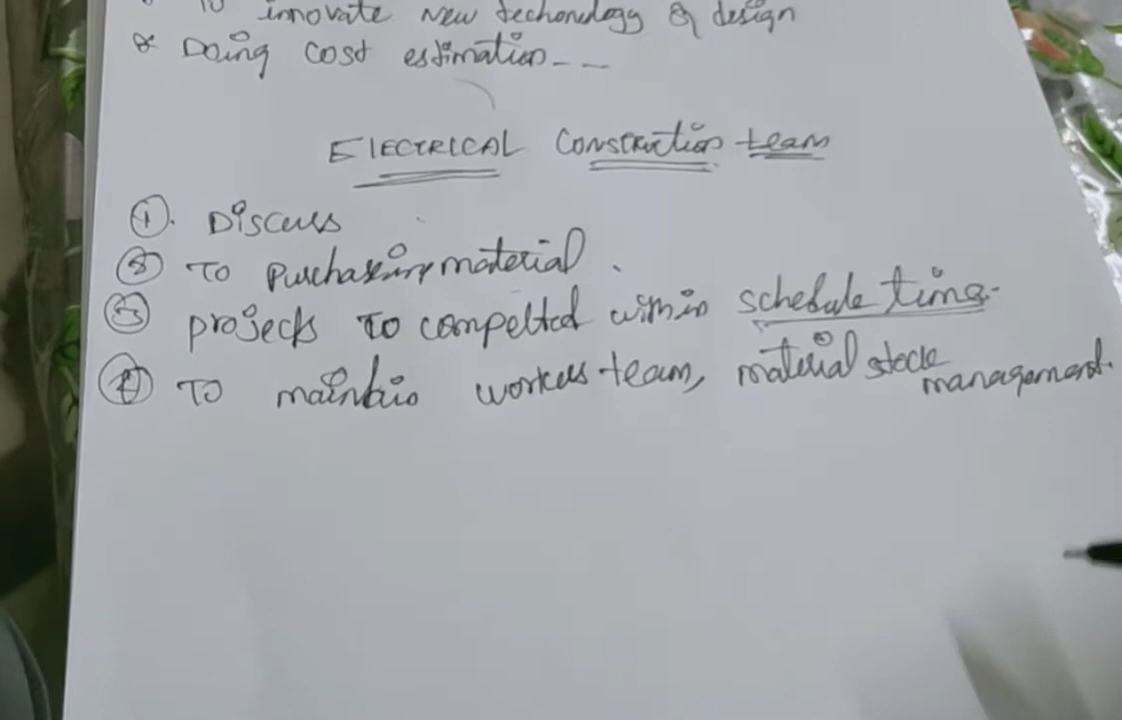 To innovate New techonology & design
* Doing cost estimation - -
ELECTRICAL Construction team
①. Discuss
② To Purchasing material.
③ projects To compelted within schedule time.
④ To maintain workers team, material stock management.